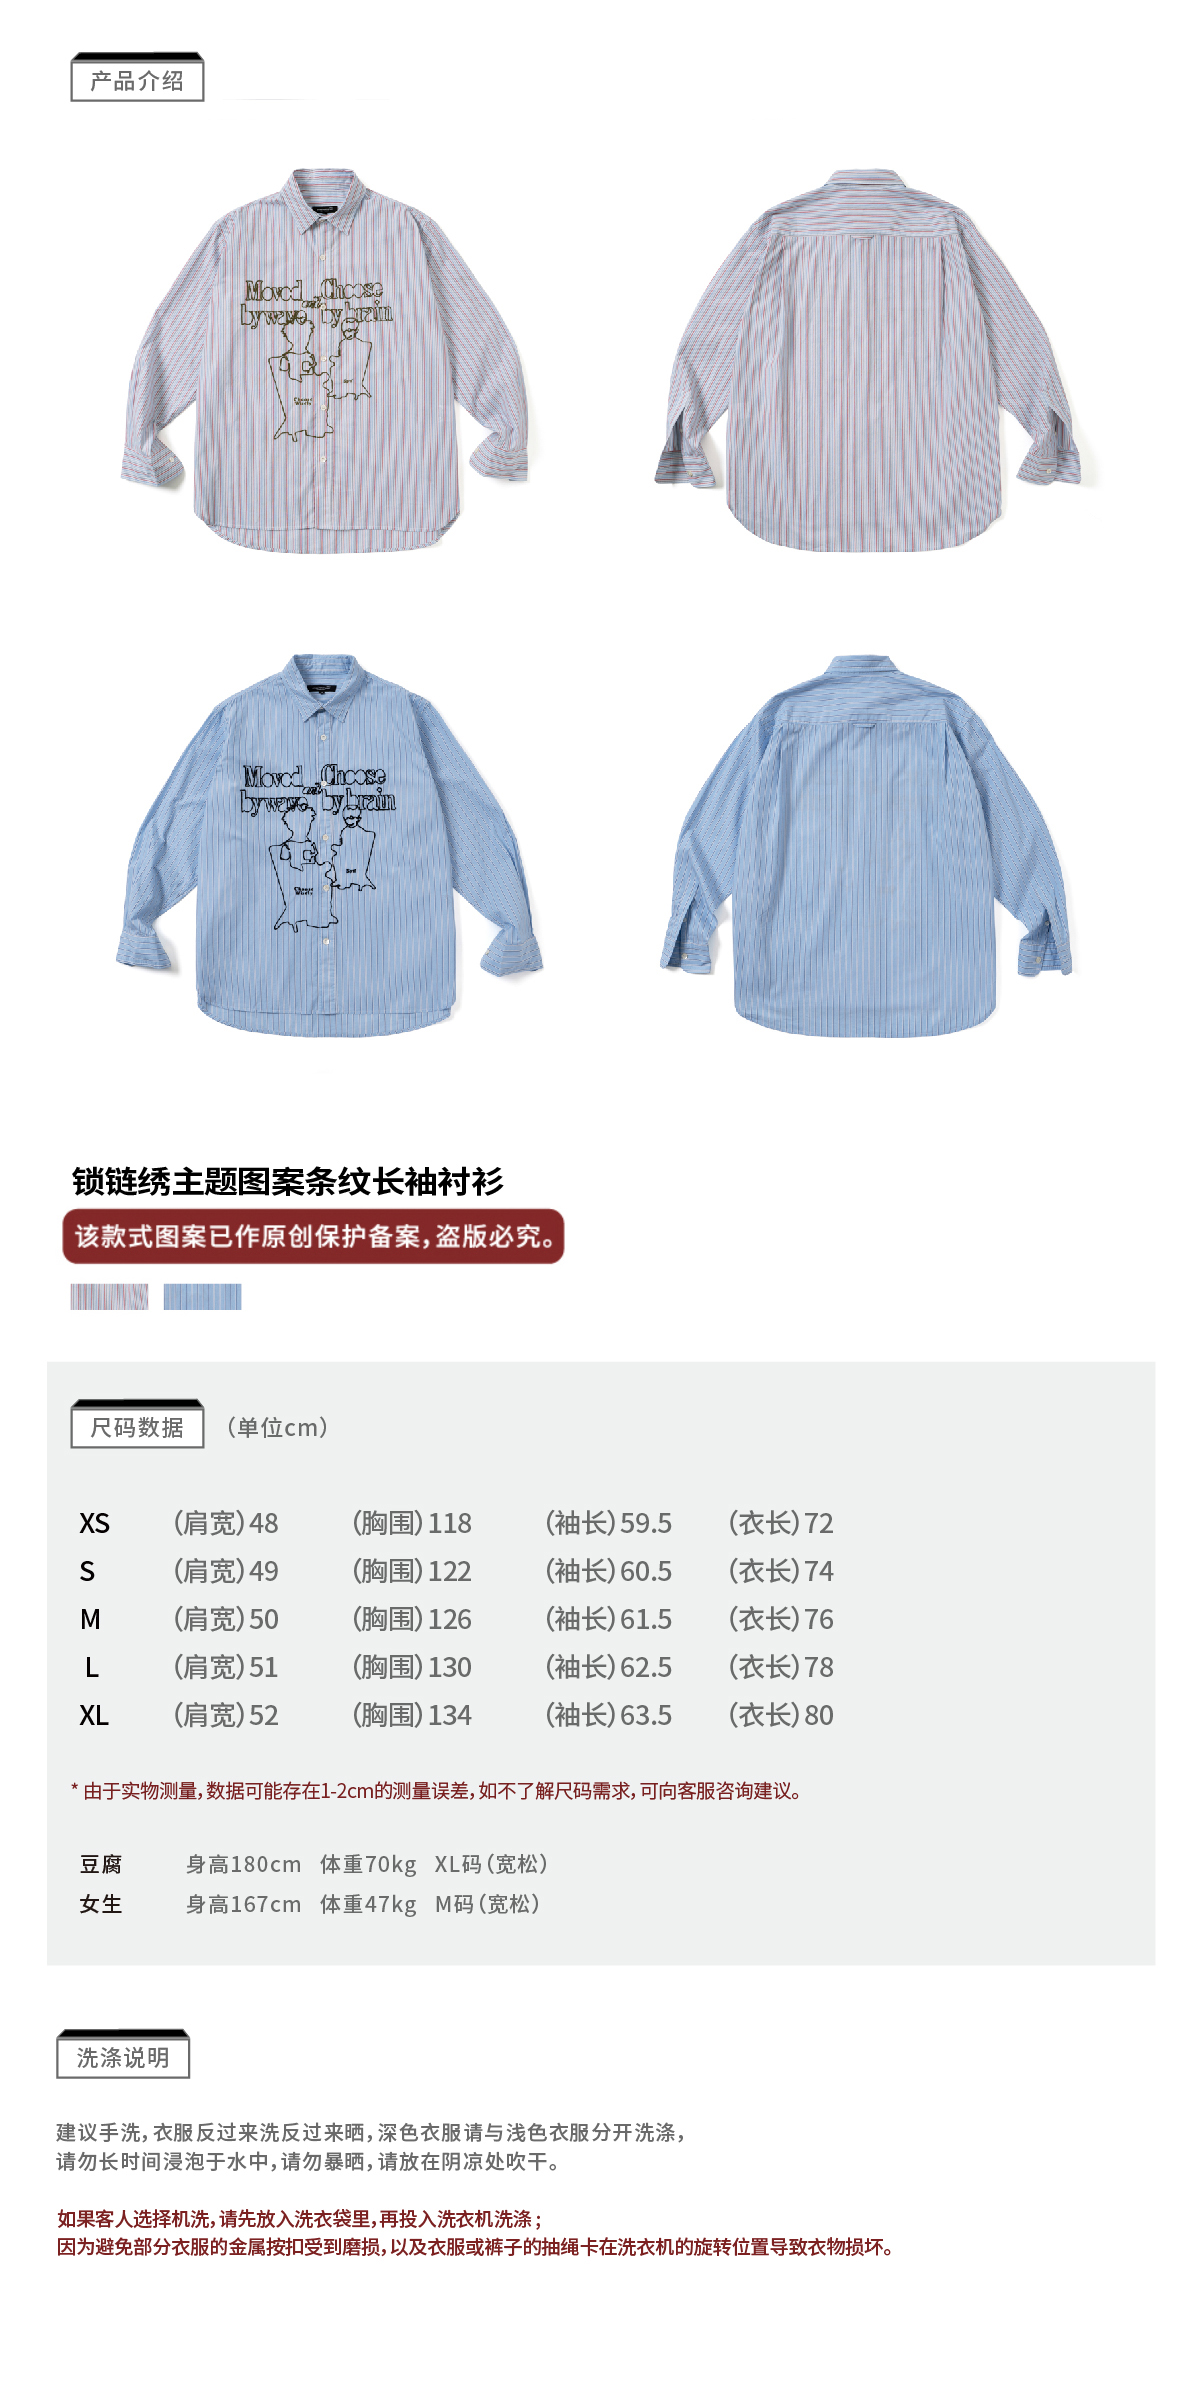 产品介绍
Moved and Choose
by wave by brain
Choose
Moved and Choose
by wave by brain
Choose
锁链绣主题图案条纹长袖衬衫
该款式图案已作原创保护备案，盗版必究。
尺码数据 （单位cm）
XS （肩宽）48 （胸围）118 （袖长）59.5 （衣长）72
S （肩宽）49 （胸围）122 （袖长）60.5 （衣长）74
M （肩宽）50 （胸围）126 （袖长）61.5 （衣长）76
L （肩宽）51 （胸围）130 （袖长）62.5 （衣长）78
XL （肩宽）52 （胸围）134 （袖长）63.5 （衣长）80
* 由于实物测量，数据可能存在1-2cm的测量误差，如不了解尺码需求，可向客服咨询建议。
豆腐 身高180cm 体重70kg XL码（宽松）
女生 身高167cm 体重47kg M码（宽松）
洗涤说明
建议手洗，衣服反过来洗反过来晒，深色衣服请与浅色衣服分开洗涤，
请勿长时间浸泡于水中，请勿暴晒，请放在阴凉处吹干。
如果客人选择机洗，请先放入洗衣袋里，再投入洗衣机洗涤；
因为避免部分衣服的金属按扣受到磨损，以及衣服或裤子的抽绳卡在洗衣机的旋转位置导致衣物损坏。